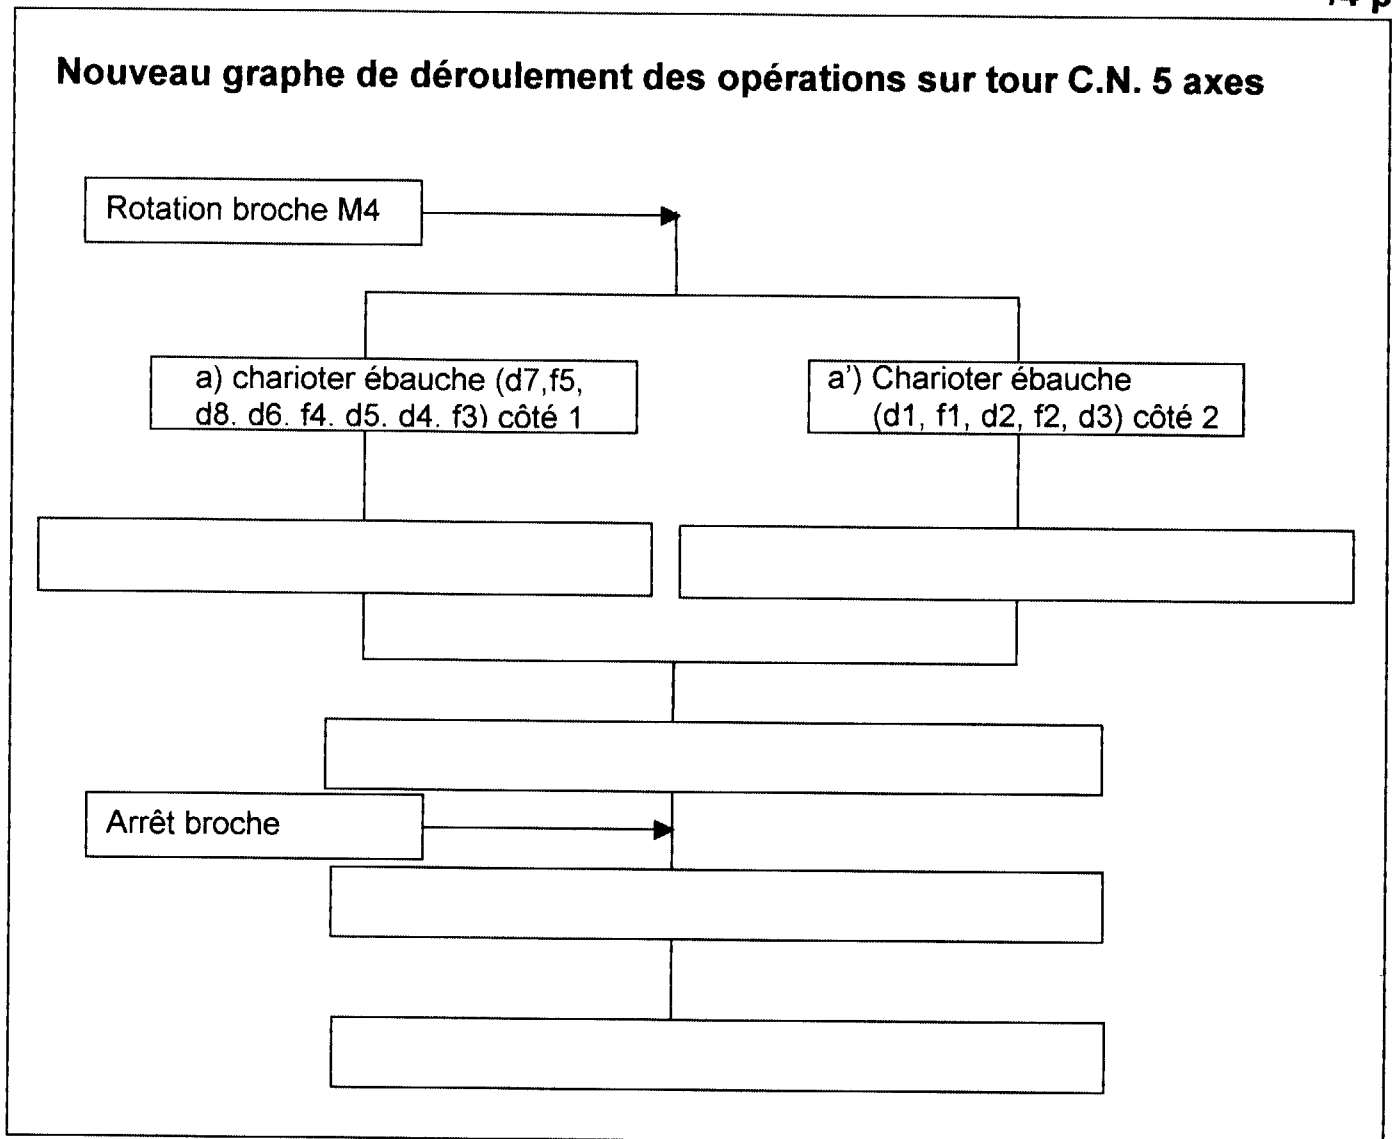 Nouveau graphe de déroulement des opérations sur tour C.N. 5 axes
Rotation broche M4
a) charioter ébauche (d7,f5,
d8. d6. f4. d5. d4. f3) côté 1
a') Charioter ébauche
(d1, f1, d2, f2, d3) côté 2
Arrêt broche